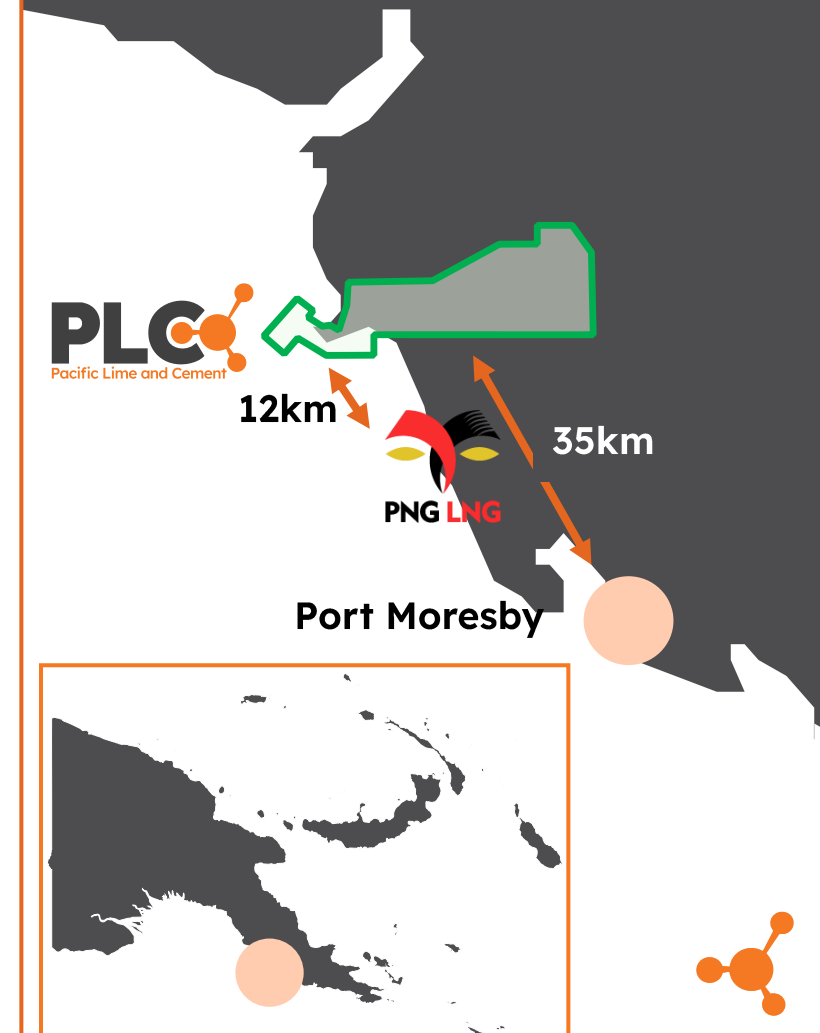 PLC
Pacific Lime and Cement
12km
35km
PNG LNG
Port Moresby